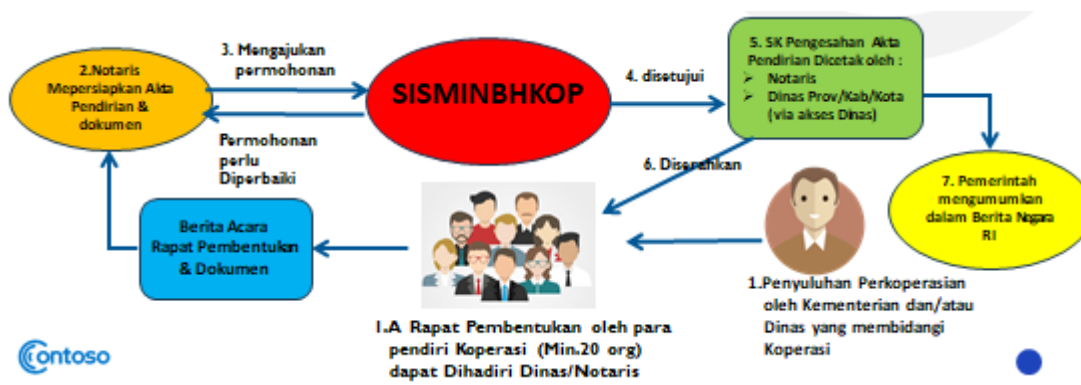 2.Notaris
Mepersiapkan Akta
Pendirian &
dokumen
3. Mengajukan
permohonan
Permohonan
perlu
Diperbaiki
SISMINBHKOP
4. disetujui
5. SK Pengesahan Akta
Pendirian Dicetak oleh :
➢ Notaris
➢ Dinas Prov/Kab/Kota
(via akses Dinas)
6. Diserahkan
7. Pemerintah
mengumumkan
dalam Berita Negara
RI
Berita Acara
Rapat Pembentukan
& Dokumen
1.A Rapat Pembentukan oleh para
pendiri Koperasi (Min.20 org)
dapat Dihadiri Dinas/Notaris
1.Penyuluhan Perkoperasian
oleh Kementerian dan/atau
Dinas yang membidangi
Koperasi
Contoso